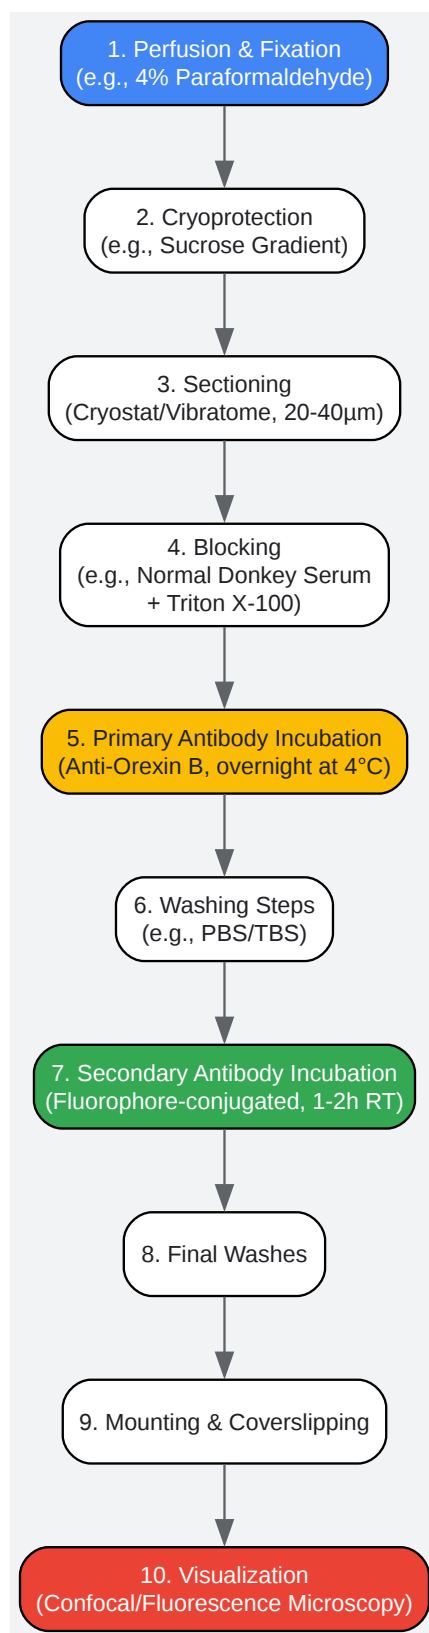 1. Perfusion & Fixation
(e.g., 4% Paraformaldehyde)
2. Cryoprotection
(e.g., Sucrose Gradient)
3. Sectioning
(Cryostat/Vibratome, 20-40µm)
4. Blocking
(e.g., Normal Donkey Serum
+ Triton X-100)
5. Primary Antibody Incubation
(Anti-Orexin B, overnight at 4°C)
6. Washing Steps
(e.g., PBS/TBS)
7. Secondary Antibody Incubation
(Fluorophore-conjugated, 1-2h RT)
8. Final Washes
9. Mounting & Coverslipping
10. Visualization
(Confocal/Fluorescence Microscopy)